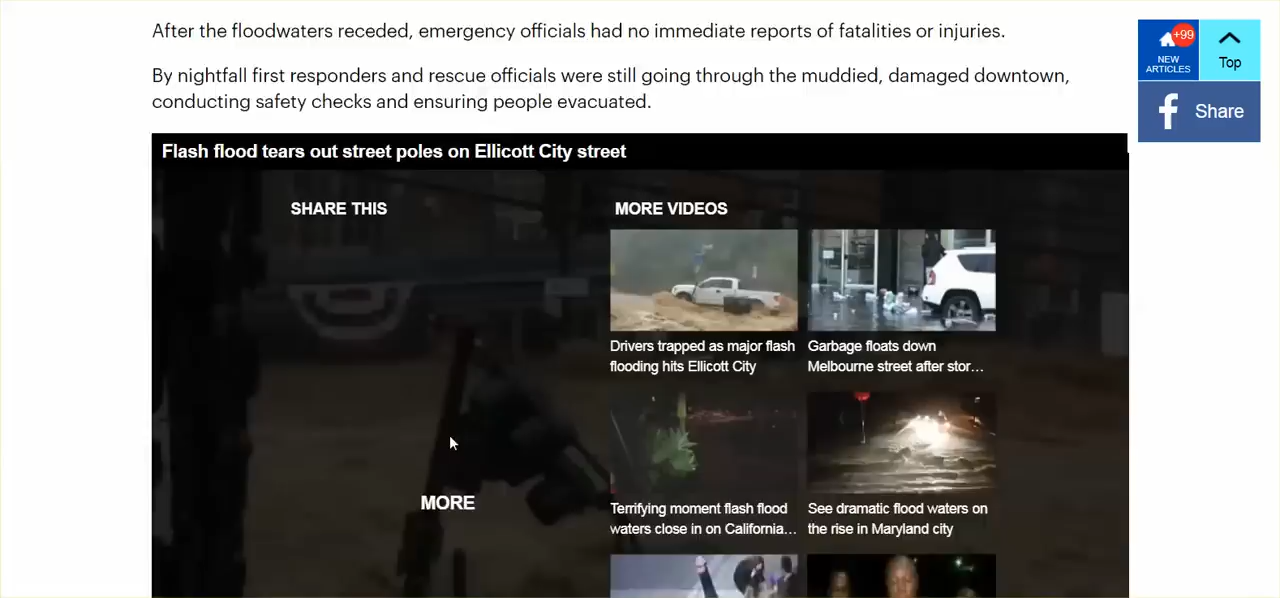 After the floodwaters receded, emergency officials had no immediate reports of fatalities or injuries.
By nightfall first responders and rescue officials were still going through the muddied, damaged downtown,
conducting safety checks and ensuring people evacuated.
+99
NEW
ARTICLES
Top
f Share
Flash flood tears out street poles on Ellicott City street
SHARE THIS
MORE
MORE VIDEOS
Drivers trapped as major flash
flooding hits Ellicott City
Garbage floats down
Melbourne street after stor...
Terrifying moment flash flood
waters close in on California...
See dramatic flood waters on
the rise in Maryland city